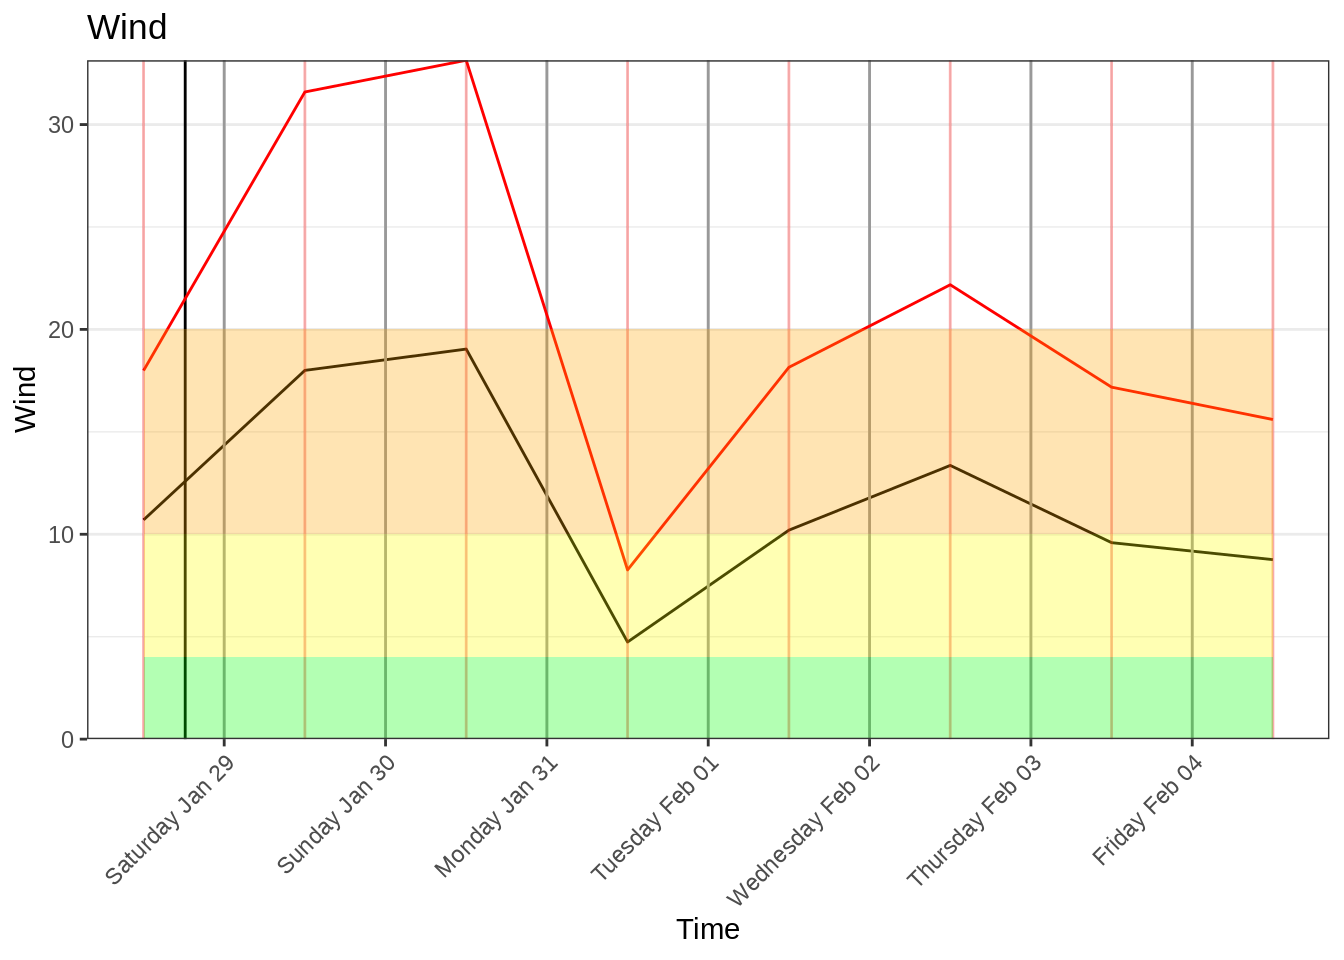 Wind
30
20
10
0
Wind
Saturday Jan 29
Sunday Jan 30
Monday Jan 31
Tuesday Feb 01
Wednesday Feb 02
Thursday Feb 03
Friday Feb 04
Time